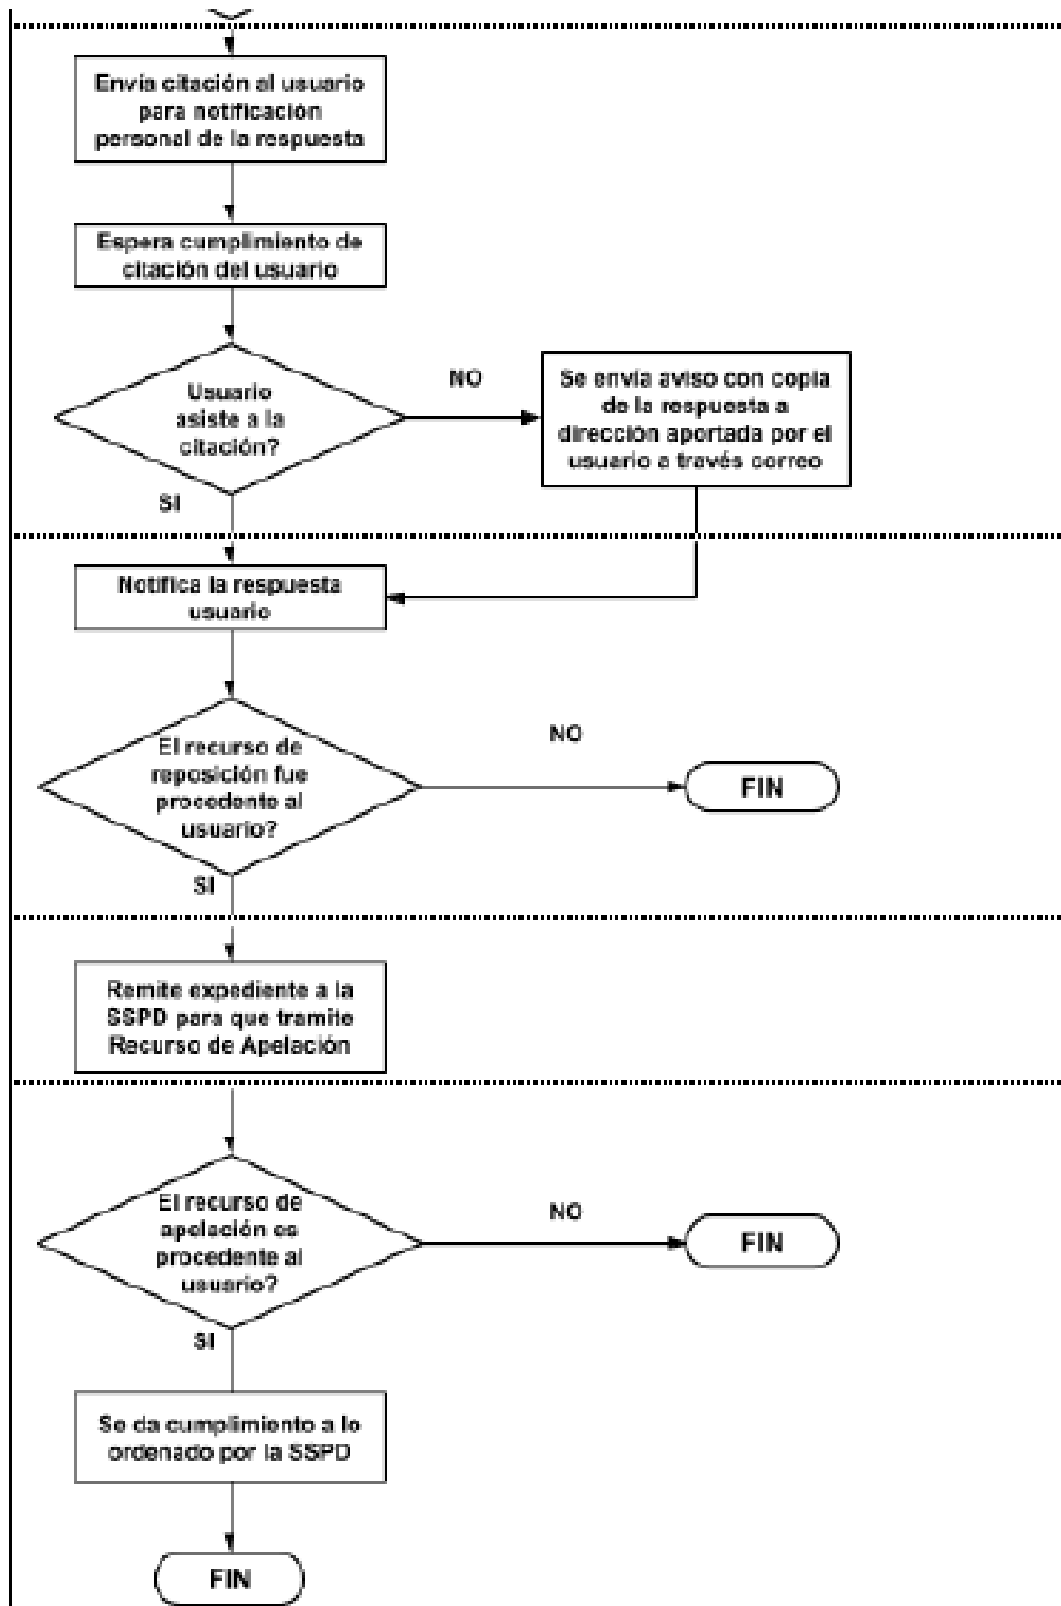 Envía citación al usuario
para notificación
personal de la respuesta
Espera cumplimiento de
citación del usuario
Usuario
asiste a la
citación?
NO
Se envía aviso con copia
de la respuesta a
dirección aportada por el
usuario a través correo
SI
Notifica la respuesta
usuario
El recurso de
reposición fue
procedente al
usuario?
NO
FIN
SI
Remite expediente a la
SSPD para que tramite
Recurso de Apelación
El recurso de
apelación es
procedente al
usuario?
NO
FIN
SI
Se da cumplimiento a lo
ordenado por la SSPD
FIN